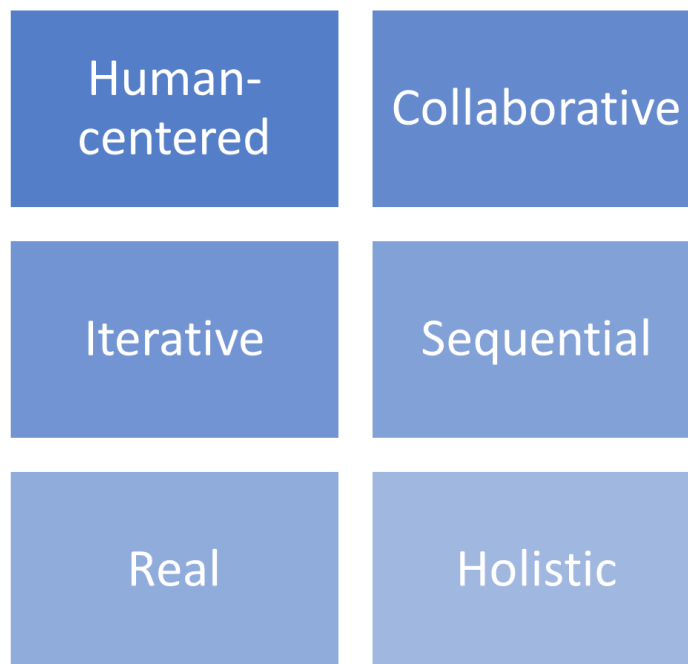 Human-
centered
Collaborative
Iterative
Sequential
Real
Holistic